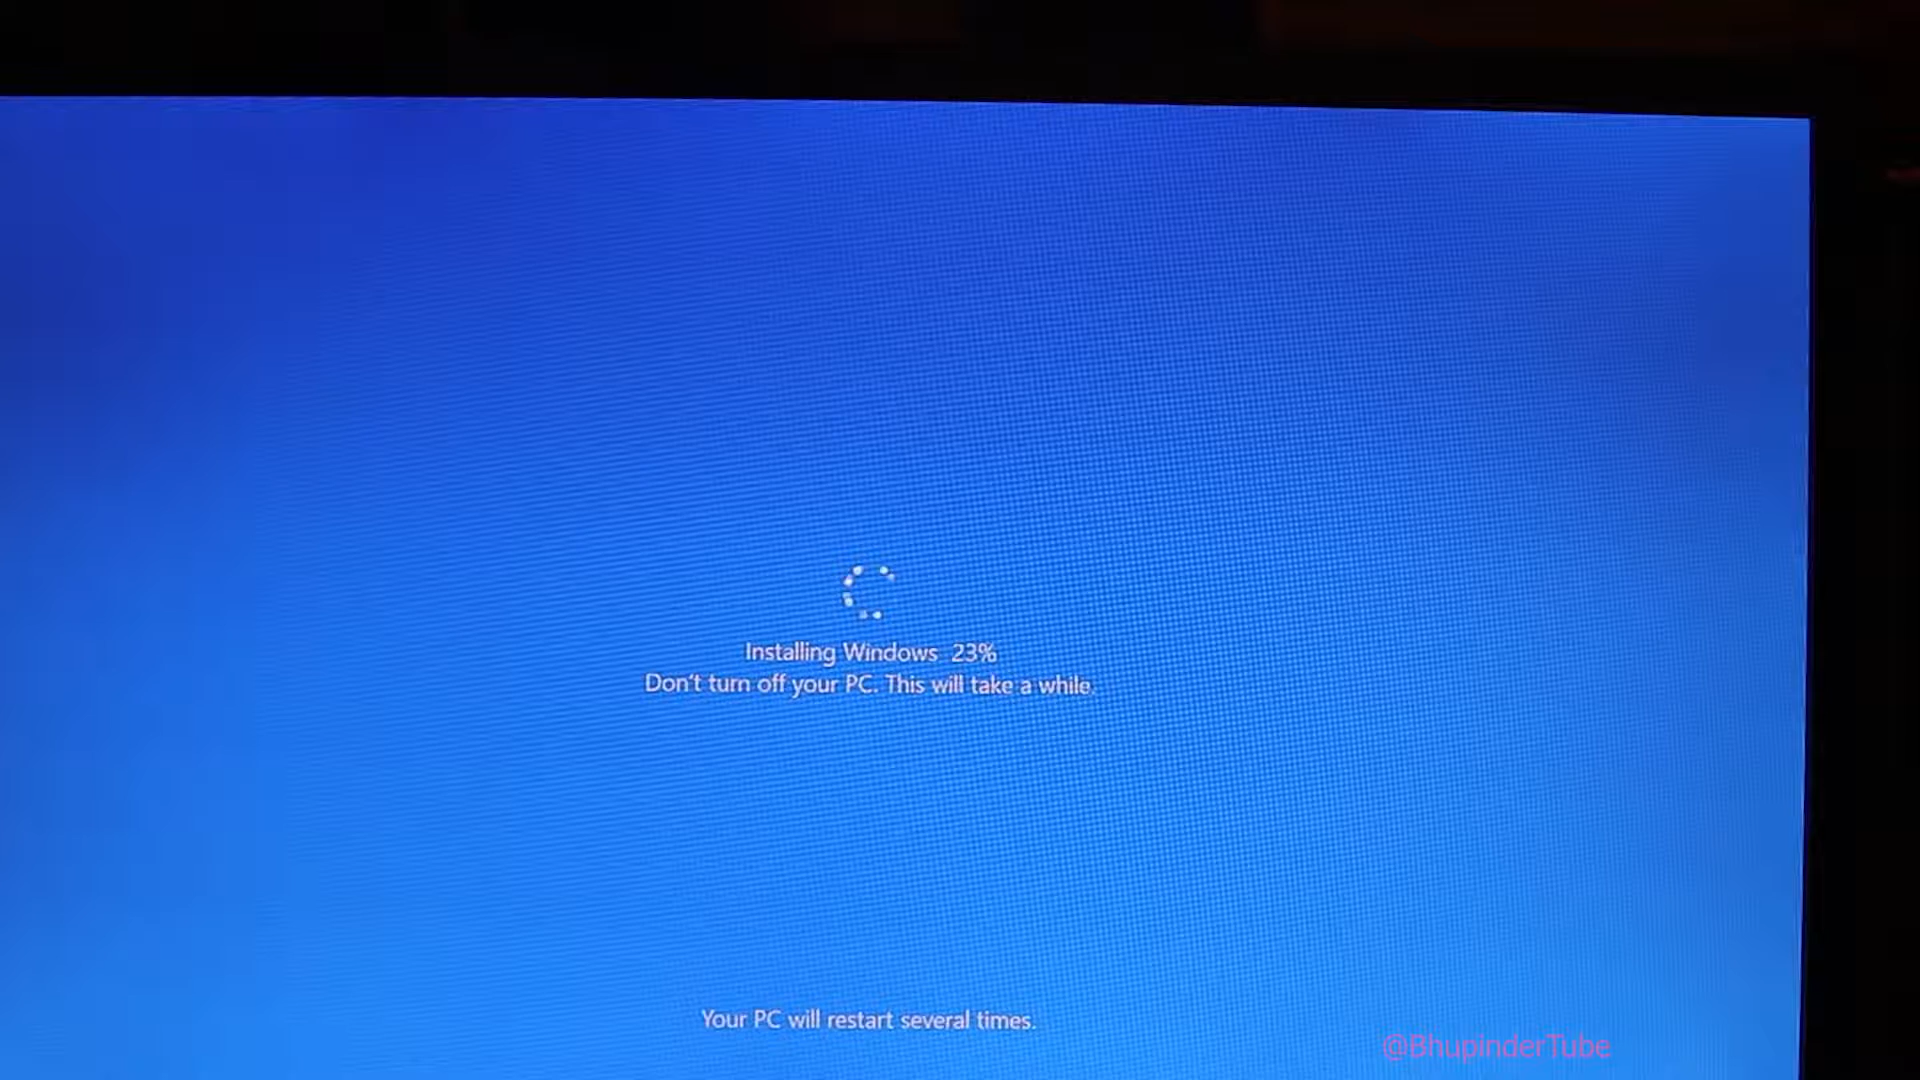 Installing Windows 23%
Don't turn off your PC. This will take a while.
Your PC will restart several times.
@BhupinderTube